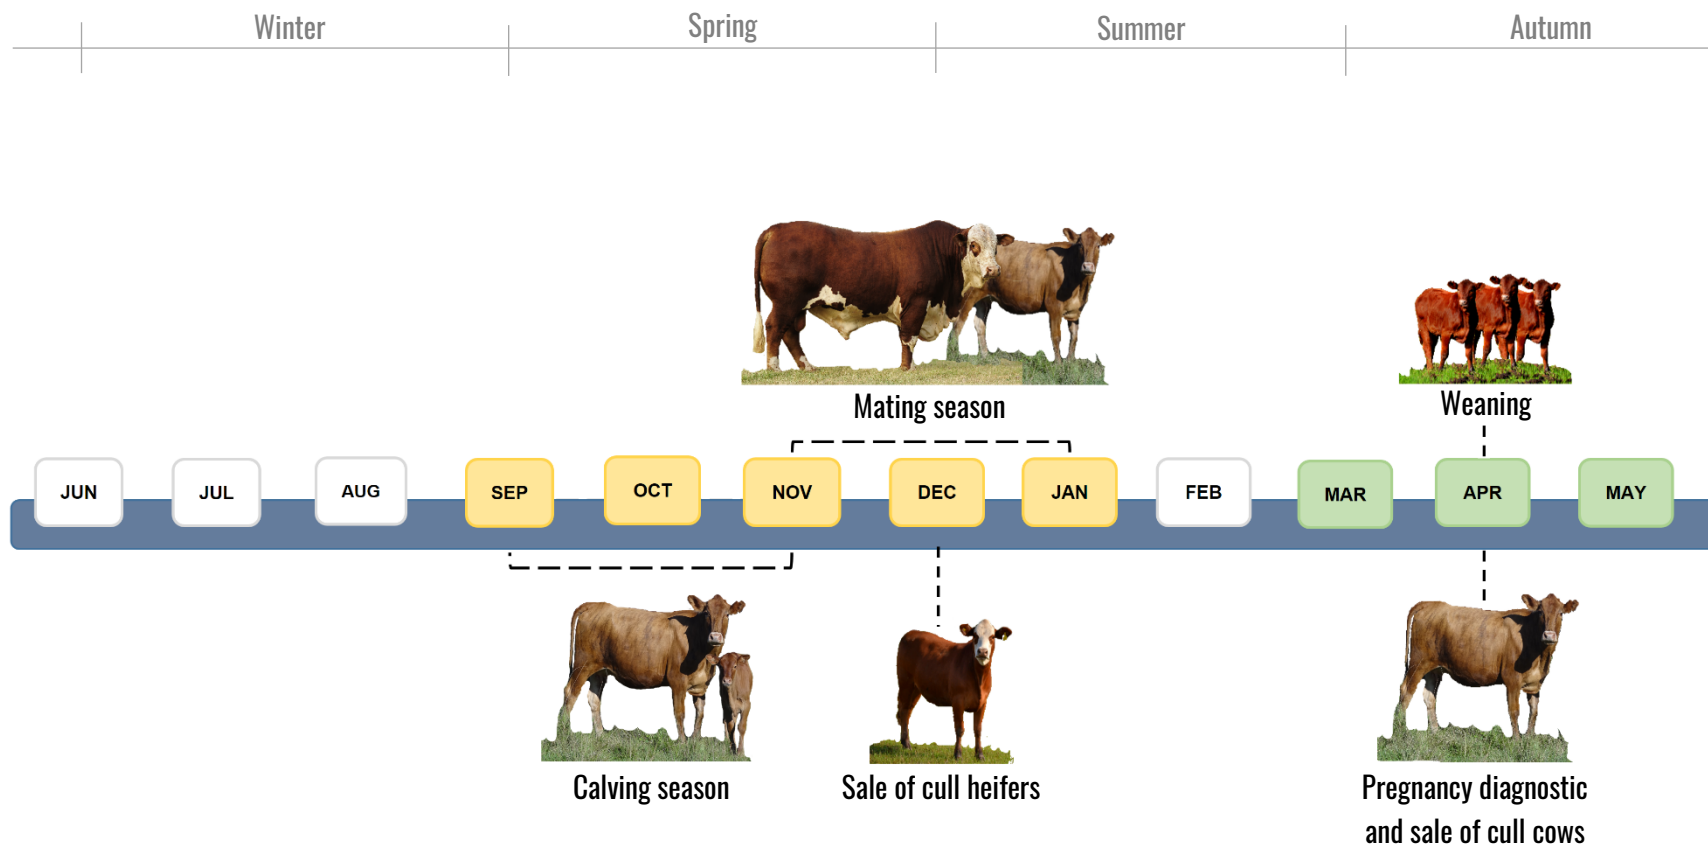 Winter
Spring
Summer
Autumn
Mating season
Weaning
JUN
JUL
AUG
SEP
OCT
NOV
DEC
JAN
FEB
MAR
APR
MAY
Calving season
Sale of cull heifers
Pregnancy diagnostic
and sale of cull cows